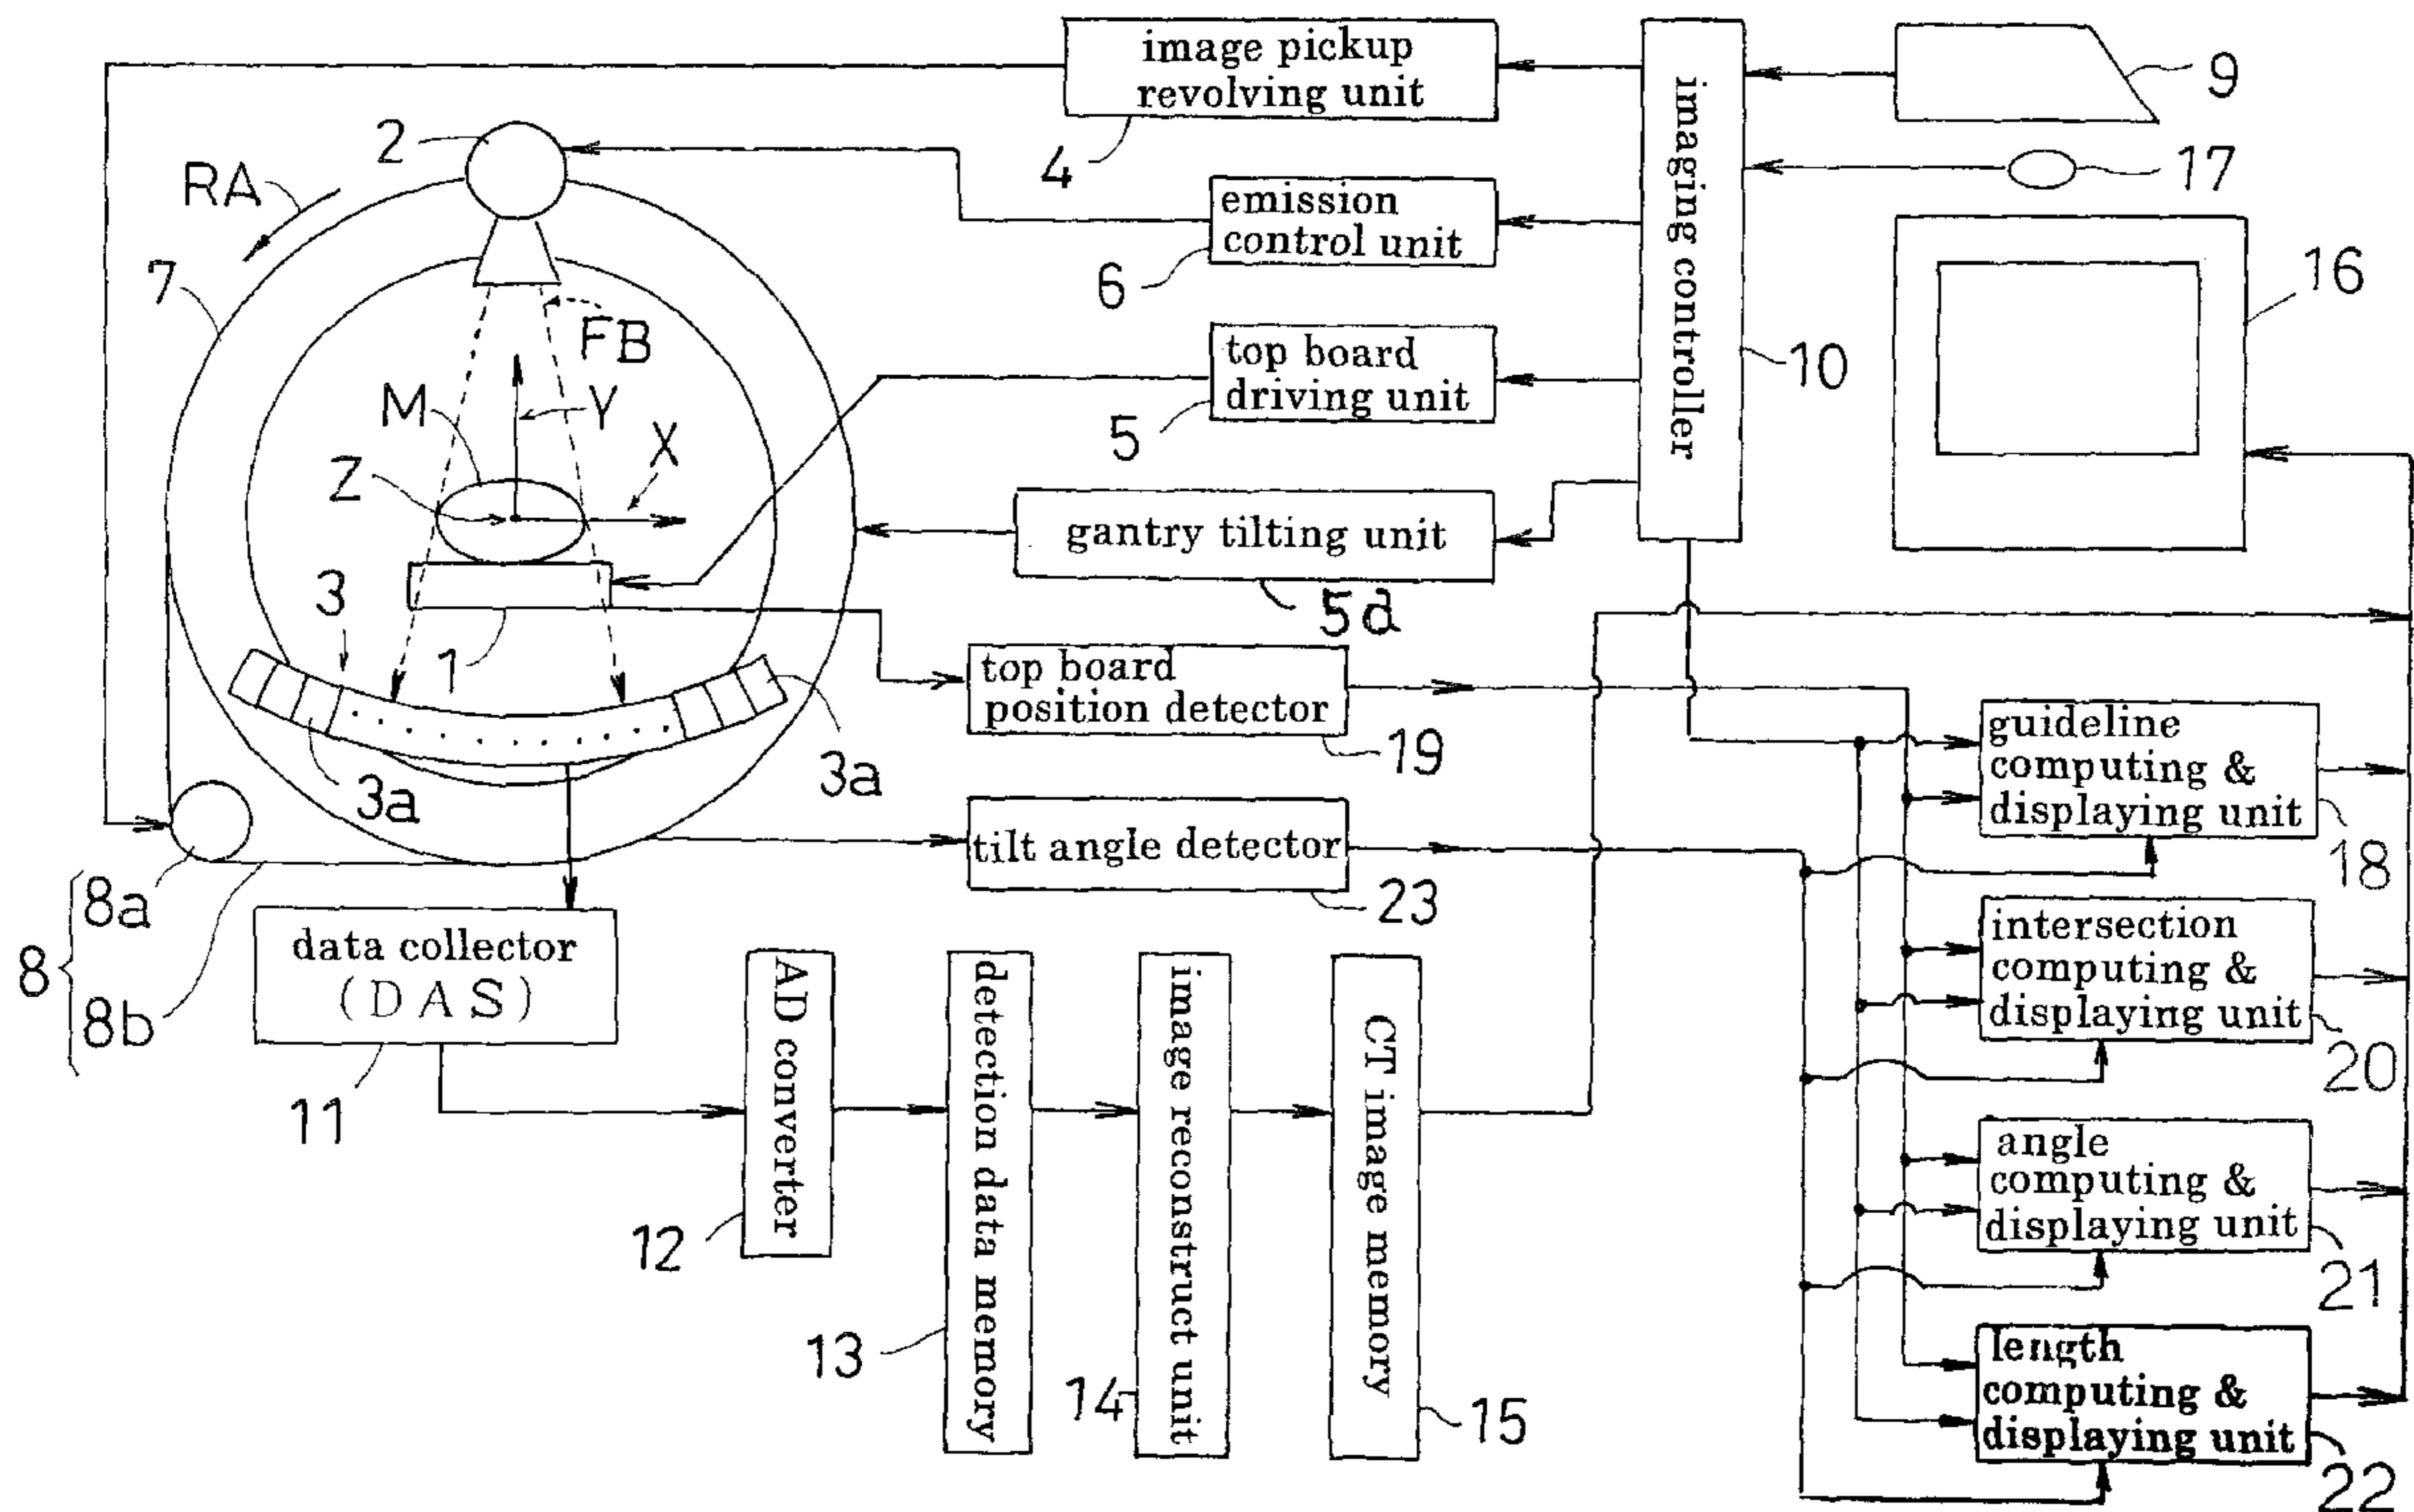 image pickup
revolving unit
4
imaging controller
10
9
17
16
2
RA
7
emission
control unit
6
FB
Y
M
X
Z
top board
driving unit
5
gantry tilting unit
5a
3
1
3a
3a
top board
position detector
19
tilt angle detector
23
8
8a
8b
data collector
(DAS)
11
AD converter
12
detection data memory
13
image reconstruct unit
14
CT image memory
15
guideline
computing &
displaying unit
18
intersection
computing &
displaying unit
20
angle
computing &
displaying unit
21
length
computing &
displaying unit
22